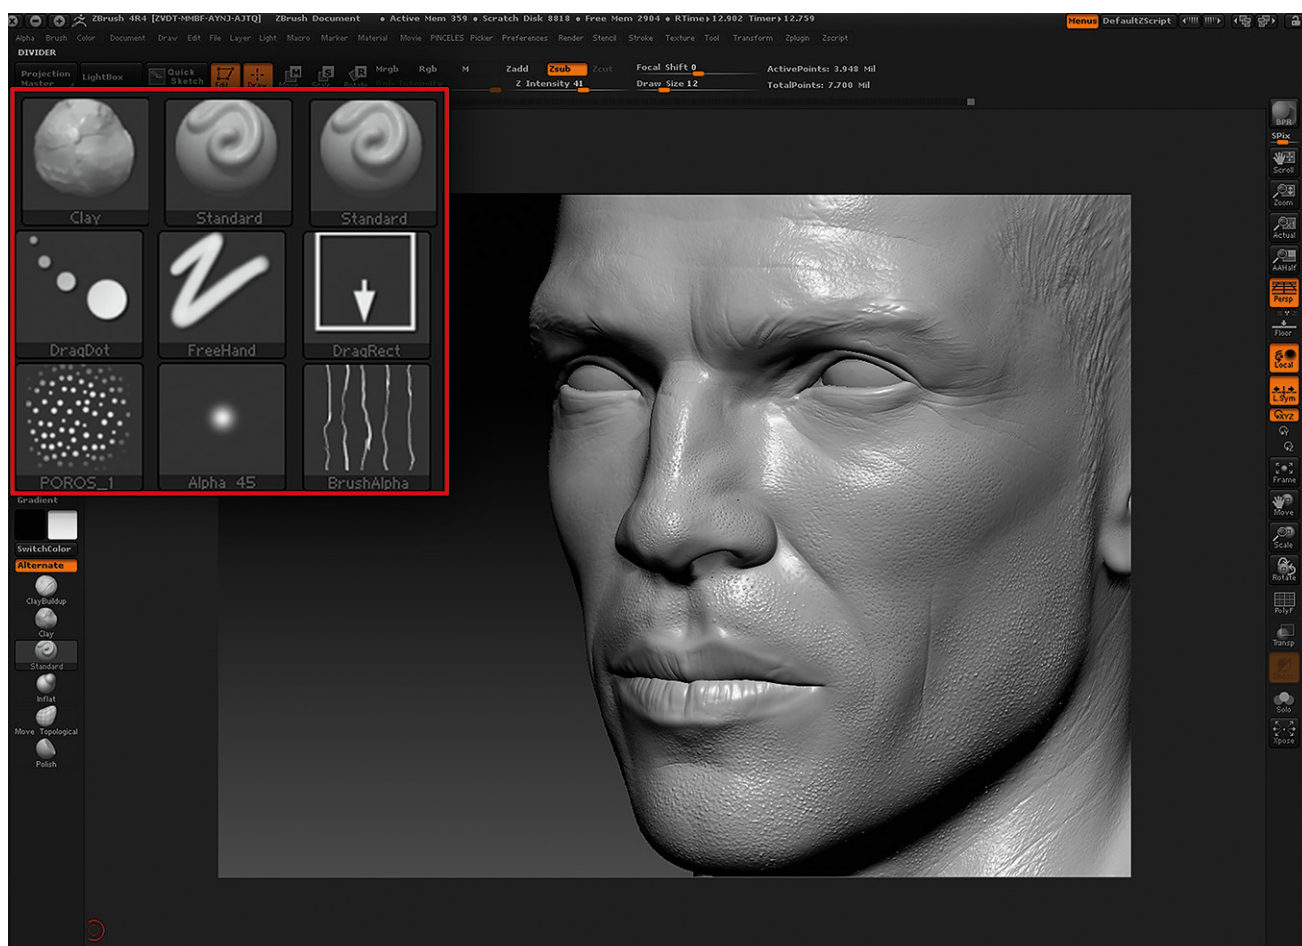 ZBrush 4R4 [ZVDT-MMBF-AYNJ-AJTQ] ZBrush Document • Active Mem 359 • Scratch Disk 8818 • Free Mem 2904 • RTime▸12.902 Timer▸12.759 Menus DefaultZScript
Alpha Brush Color Document Draw Edit File Layer Light Macro Marker Material Movie PINCELES Picker Preferences Render Stencil Stroke Texture Tool Transform Zplugin Zscript
DIVIDER
Projection Master
LightBox
Quick Sketch
Mrgb Rgb M
Zadd Zsub Zcut
Z Intensity 41
Focal Shift 0
Draw Size 12
ActivePoints: 3.948 Mil
TotalPoints: 7.700 Mil
Clay
Standard
Standard
DragDot
FreeHand
DragRect
POROS_1
Alpha 45
BrushAlpha
Gradient
SwitchColor
Alternate
ClayBuildup
Clay
Standard
Inflat
Move Topological
Polish
BPR
SPix
Scroll
Zoom
Actual
AAHalf
Persp
Floor
Local
L.Sym
XYZ
Frame
Move
Scale
Rotate
PolyF
Transp
Solo
Xpose